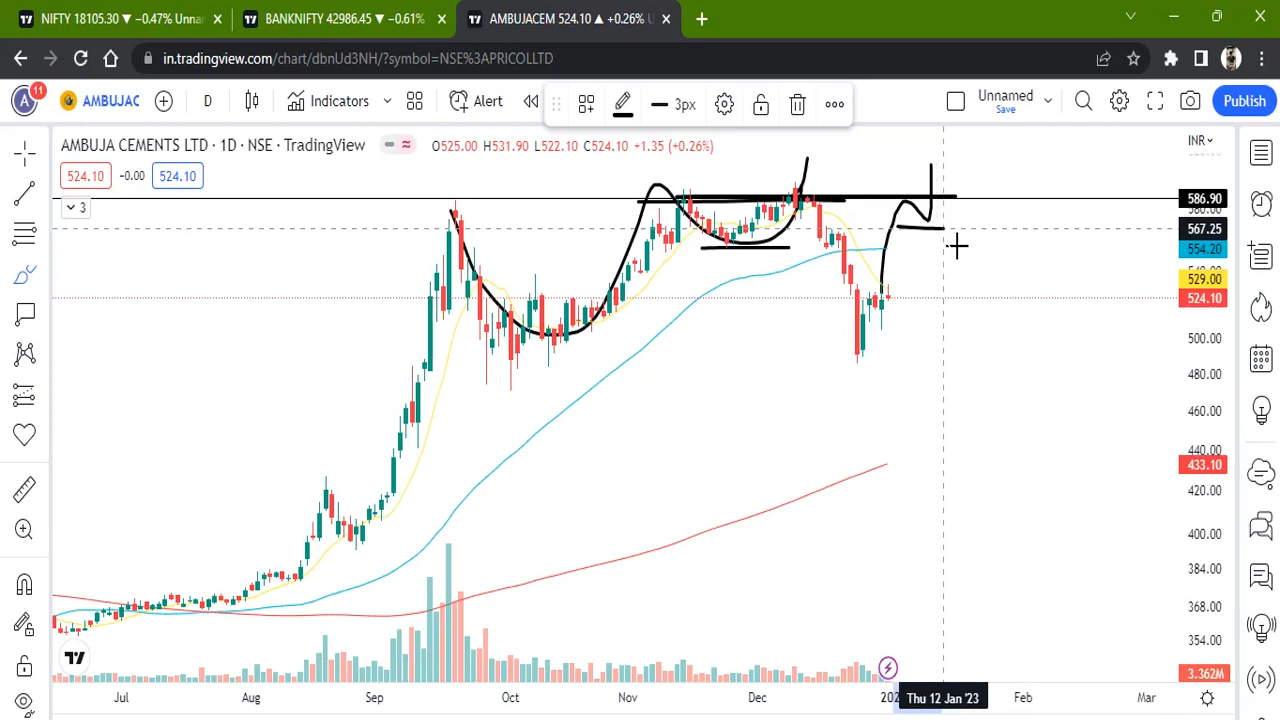 NIFTY 18105.30 ▼ −0.47% Unnar
BANKNIFTY 42986.45 ▼ −0.61%
AMBUJACEM 524.10 ▲ +0.26% U
in.tradingview.com/chart/dbnUd3NH/?symbol=NSE%3APRICOLLTD
A 11 AMBUJAC D Indicators Alert 3px Unnamed Save Publish
AMBUJA CEMENTS LTD · 1D · NSE · TradingView O525.00 H531.90 L522.10 C524.10 +1.35 (+0.26%) INR
524.10 −0.00 524.10
3
586.90
580.00
567.25
554.20
529.00
524.10
500.00
480.00
460.00
440.00
433.10
420.00
400.00
384.00
368.00
354.00
3.362M
Jul Aug Sep Oct Nov Dec 202 Thu 12 Jan '23 Feb Mar